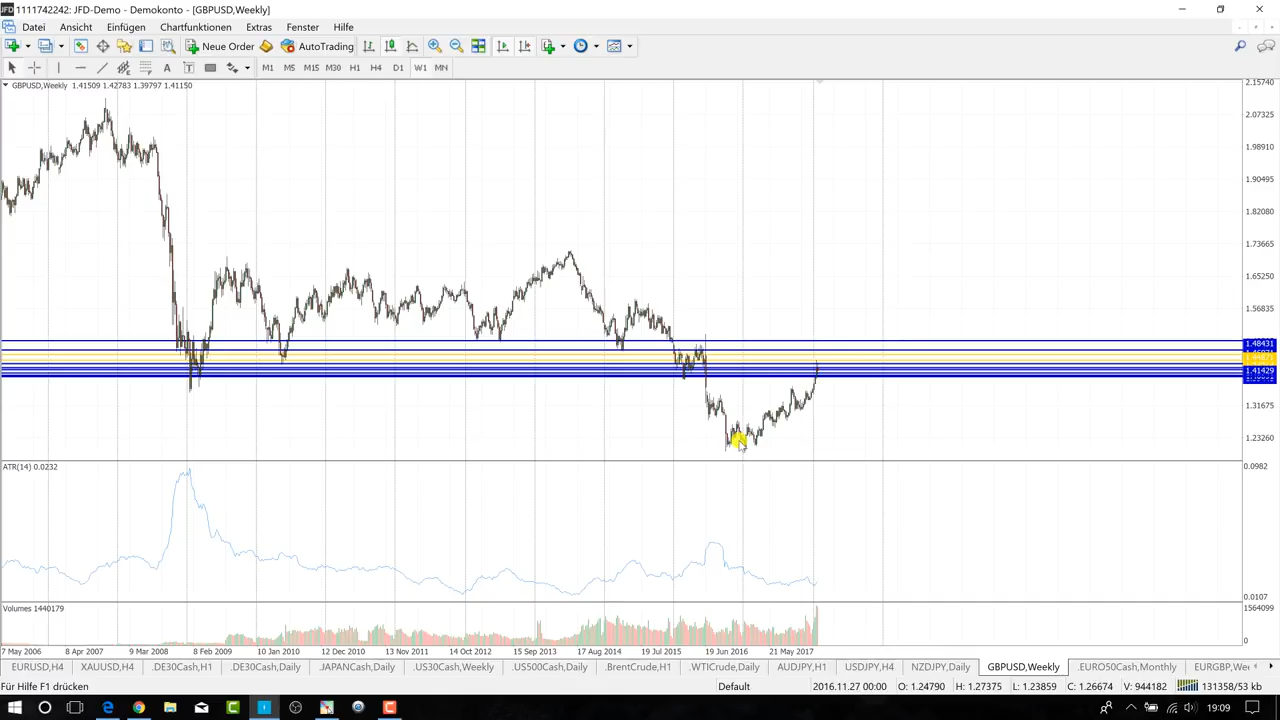 1111742242: JFD-Demo - Demokonto - [GBPUSD,Weekly]
Datei Ansicht Einfügen Chartfunktionen Extras Fenster Hilfe
New Order AutoTrading
M1 M5 M15 M30 H1 H4 D1 W1 MN
GBPUSD,Weekly 1.41509 1.42783 1.39797 1.41150
2.15740
2.07325
1.98910
1.90495
1.82080
1.73665
1.65250
1.56835
1.48431
1.41429
1.31675
1.23260
ATR(14) 0.0232
0.0982
0.0107
Volumes 1440179
1564099
0
7 May 2006 8 Apr 2007 9 Mar 2008 8 Feb 2009 10 Jan 2010 12 Dec 2010 13 Nov 2011 14 Oct 2012 15 Sep 2013 17 Aug 2014 19 Jul 2015 19 Jun 2016 21 May 2017
EURUSD,H4 XAUUSD,H4 .DE30Cash,H1 .DE30Cash,Daily .JAPANCash,Daily .US30Cash,Weekly .US500Cash,Daily .BrentCrude,H1 .WTICrude,Daily AUDJPY,H1 USDJPY,H4 NZDJPY,Daily GBPUSD,Weekly .EURO50Cash,Monthly EURGBP,We
Für Hilfe F1 drücken Default 2016.11.27 00:00 O: 1.24790 H: 1.27375 L: 1.23859 C: 1.26674 V: 944182 131358/53 kb
19:09